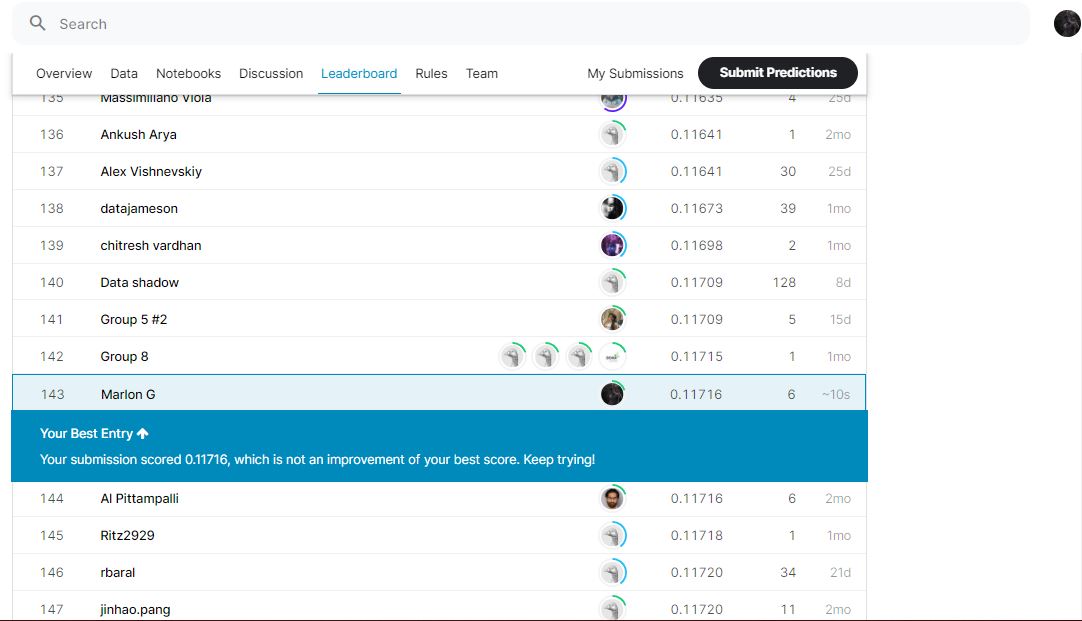 Search
Overview Data Notebooks Discussion Leaderboard Rules Team My Submissions Submit Predictions
135 Massimiliano Viola 0.11635 4 25d
136 Ankush Arya 0.11641 1 2mo
137 Alex Vishnevskiy 0.11641 30 25d
138 datajameson 0.11673 39 1mo
139 chitresh vardhan 0.11698 2 1mo
140 Data shadow 0.11709 128 8d
141 Group 5 #2 0.11709 5 15d
142 Group 8 0.11715 1 1mo
143 Marlon G 0.11716 6 ~10s
Your Best Entry
Your submission scored 0.11716, which is not an improvement of your best score. Keep trying!
144 Al Pittampalli 0.11716 6 2mo
145 Ritz2929 0.11718 1 1mo
146 rbaral 0.11720 34 21d
147 jinhao.pang 0.11720 11 2mo